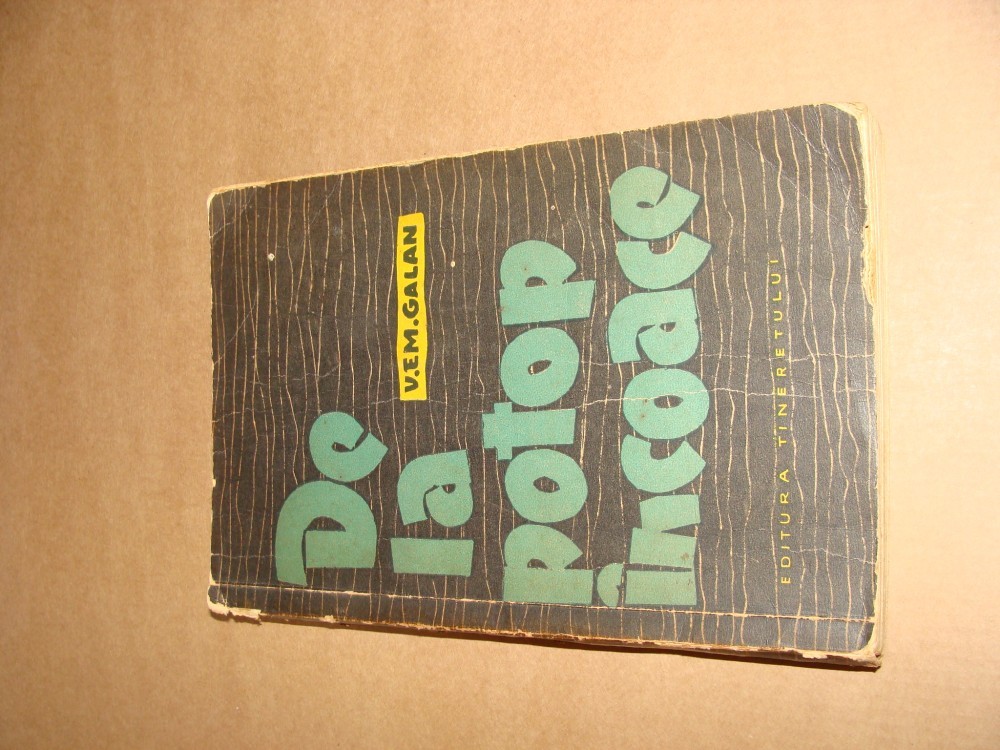 V.EM.GALAN
De
la
potop
încoace
EDITURA TINERETULUI